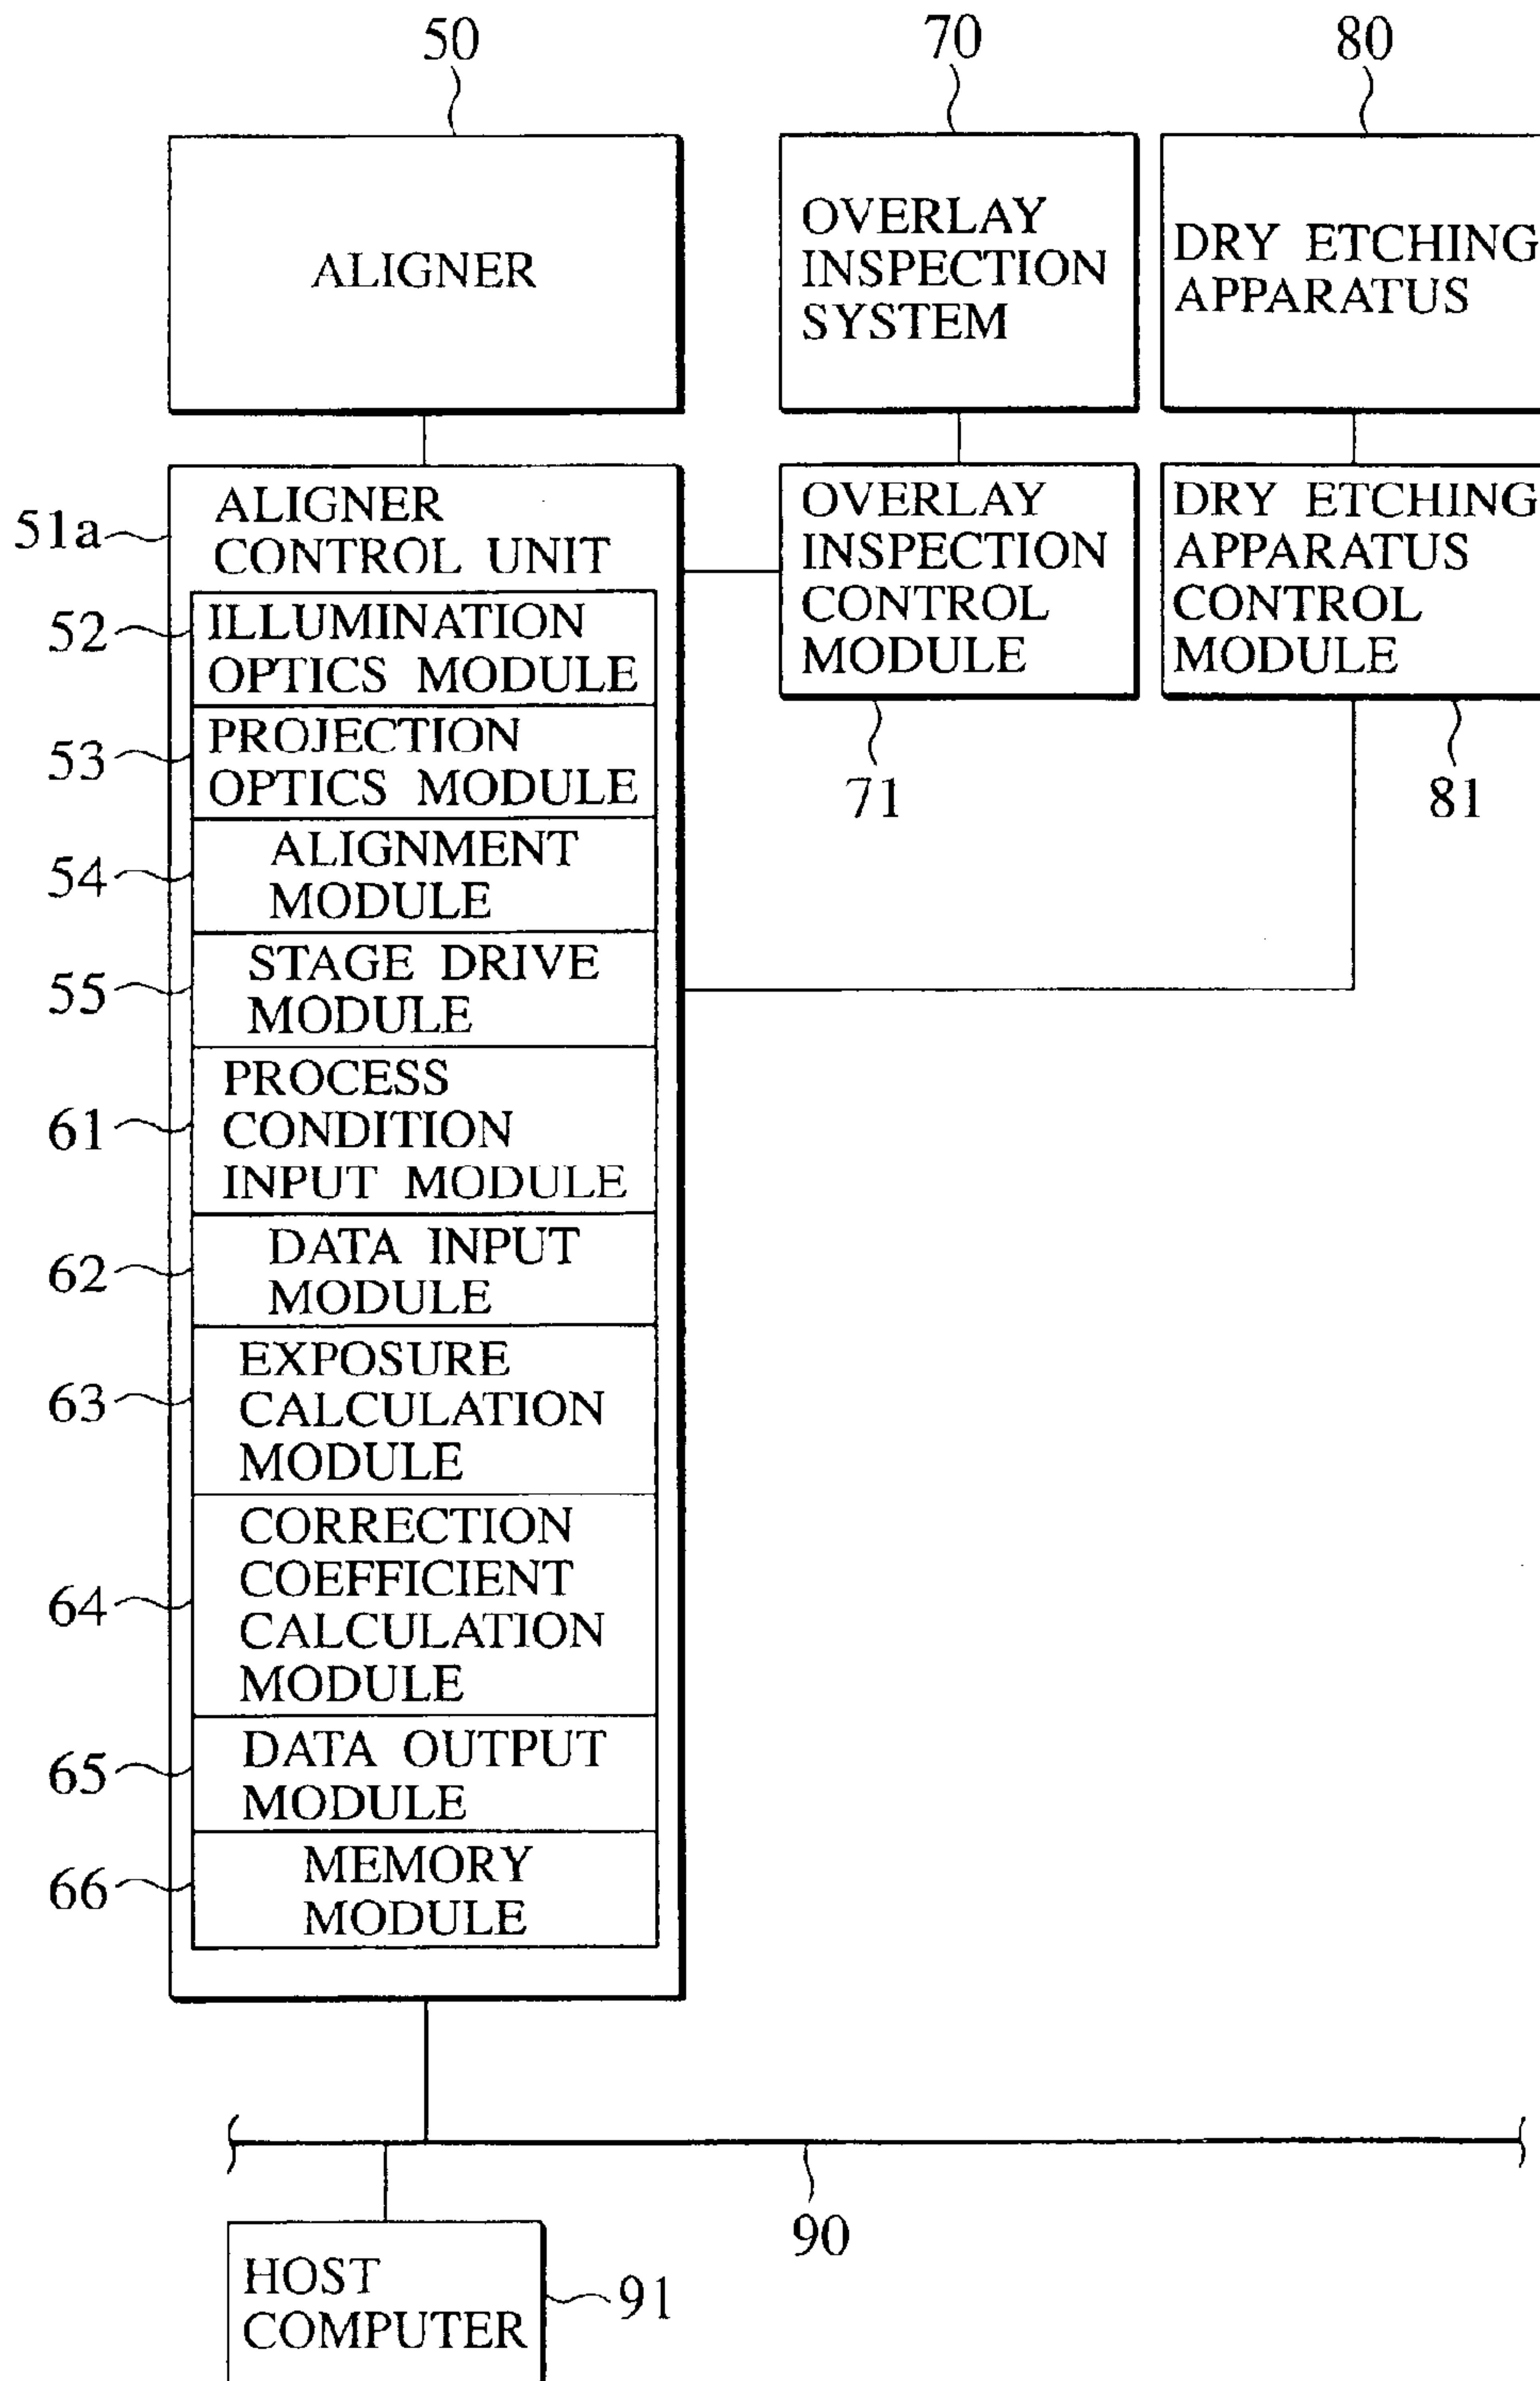 50
70
80
ALIGNER
OVERLAY
INSPECTION
SYSTEM
DRY ETCHING
APPARATUS
51a
ALIGNER
CONTROL UNIT
52
ILLUMINATION
OPTICS MODULE
53
PROJECTION
OPTICS MODULE
54
ALIGNMENT
MODULE
55
STAGE DRIVE
MODULE
61
PROCESS
CONDITION
INPUT MODULE
62
DATA INPUT
MODULE
63
EXPOSURE
CALCULATION
MODULE
64
CORRECTION
COEFFICIENT
CALCULATION
MODULE
65
DATA OUTPUT
MODULE
66
MEMORY
MODULE
OVERLAY
INSPECTION
CONTROL
MODULE
71
DRY ETCHING
APPARATUS
CONTROL
MODULE
81
90
HOST
COMPUTER
91